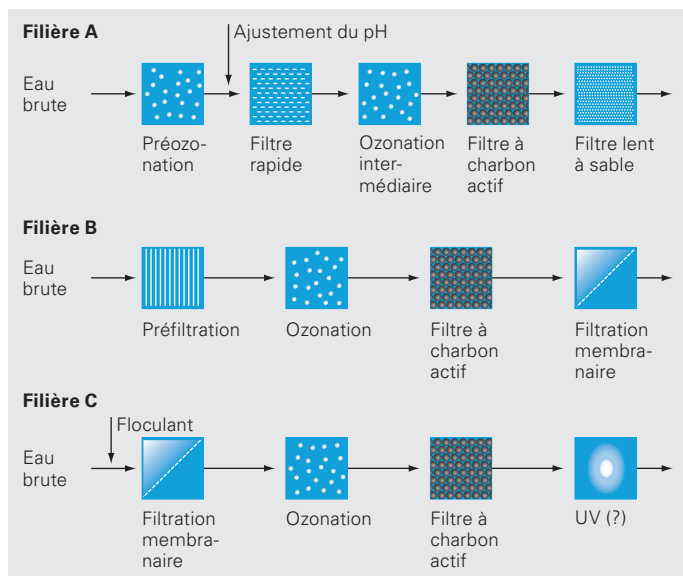 Filière A
Ajustement du pH
Eau
brute
Préozo-
nation
Filtre
rapide
Ozonation
inter-
médiaire
Filtre à
charbon
actif
Filtre lent
à sable
Filière B
Eau
brute
Préfiltration
Ozonation
Filtre à
charbon
actif
Filtration
membra-
naire
Filière C
Floculant
Eau
brute
Filtration
membra-
naire
Ozonation
Filtre à
charbon
actif
UV (?)